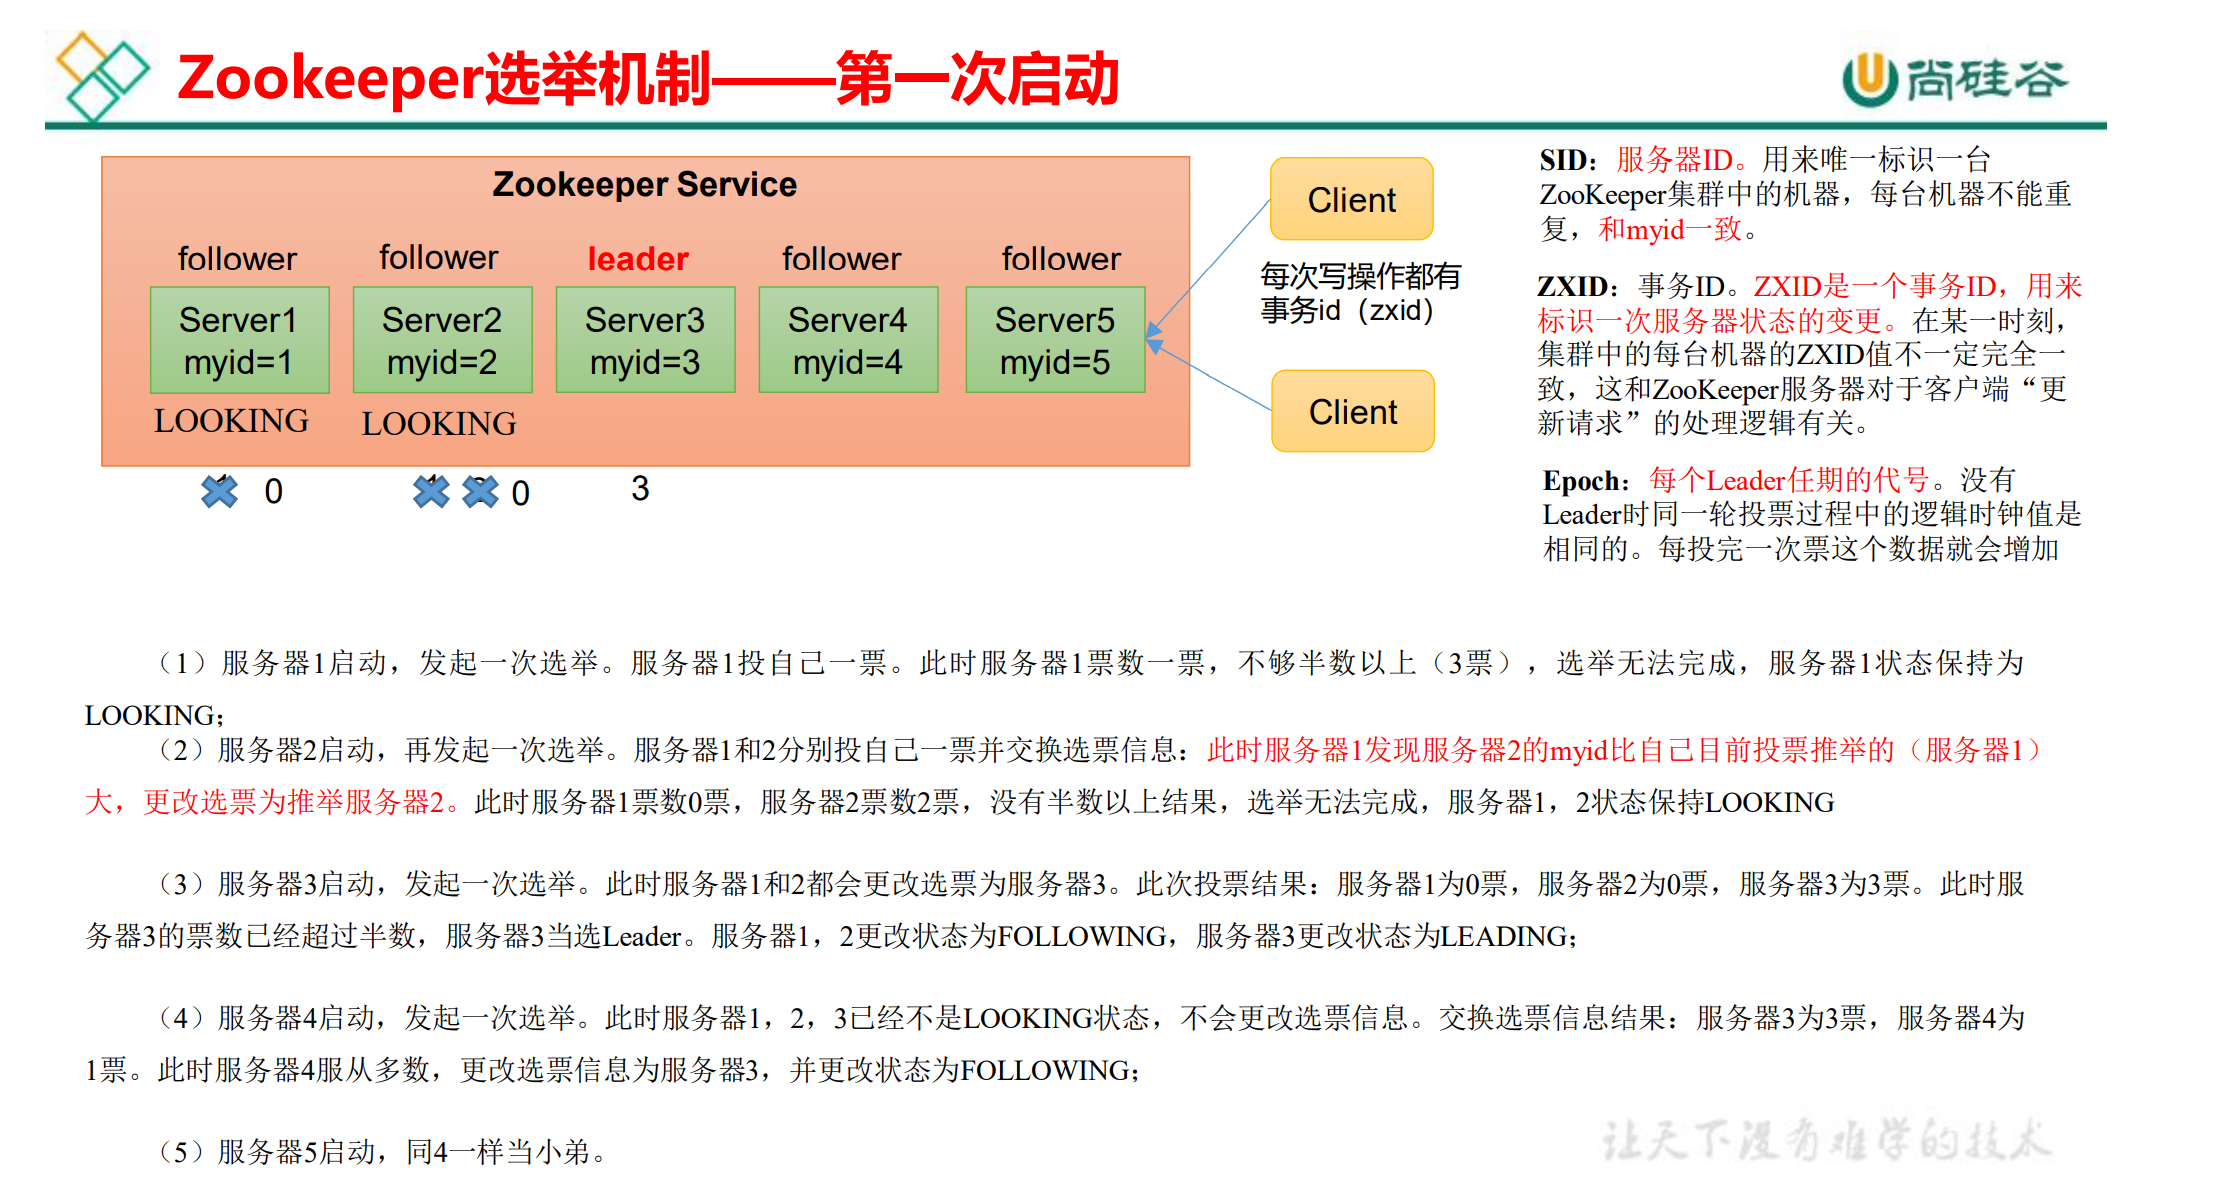 Zookeeper选举机制——第一次启动
尚硅谷
Zookeeper Service
follower
follower
leader
follower
follower
Server1
myid=1
Server2
myid=2
Server3
myid=3
Server4
myid=4
Server5
myid=5
LOOKING
LOOKING
0
0
3
Client
每次写操作都有
事务id（zxid）
Client
SID：服务器ID。用来唯一标识一台
ZooKeeper集群中的机器，每台机器不能重
复，和myid一致。
ZXID：事务ID。ZXID是一个事务ID，用来
标识一次服务器状态的变更。在某一时刻，
集群中的每台机器的ZXID值不一定完全一
致，这和ZooKeeper服务器对于客户端“更
新请求”的处理逻辑有关。
Epoch：每个Leader任期的代号。没有
Leader时同一轮投票过程中的逻辑时钟值是
相同的。每投完一次票这个数据就会增加
（1）服务器1启动，发起一次选举。服务器1投自己一票。此时服务器1票数一票，不够半数以上（3票），选举无法完成，服务器1状态保持为
LOOKING；
（2）服务器2启动，再发起一次选举。服务器1和2分别投自己一票并交换选票信息：此时服务器1发现服务器2的myid比自己目前投票推举的（服务器1）
大，更改选票为推举服务器2。此时服务器1票数0票，服务器2票数2票，没有半数以上结果，选举无法完成，服务器1，2状态保持LOOKING
（3）服务器3启动，发起一次选举。此时服务器1和2都会更改选票为服务器3。此次投票结果：服务器1为0票，服务器2为0票，服务器3为3票。此时服
务器3的票数已经超过半数，服务器3当选Leader。服务器1，2更改状态为FOLLOWING，服务器3更改状态为LEADING；
（4）服务器4启动，发起一次选举。此时服务器1，2，3已经不是LOOKING状态，不会更改选票信息。交换选票信息结果：服务器3为3票，服务器4为
1票。此时服务器4服从多数，更改选票信息为服务器3，并更改状态为FOLLOWING；
（5）服务器5启动，同4一样当小弟。
让天下没有难学的技术